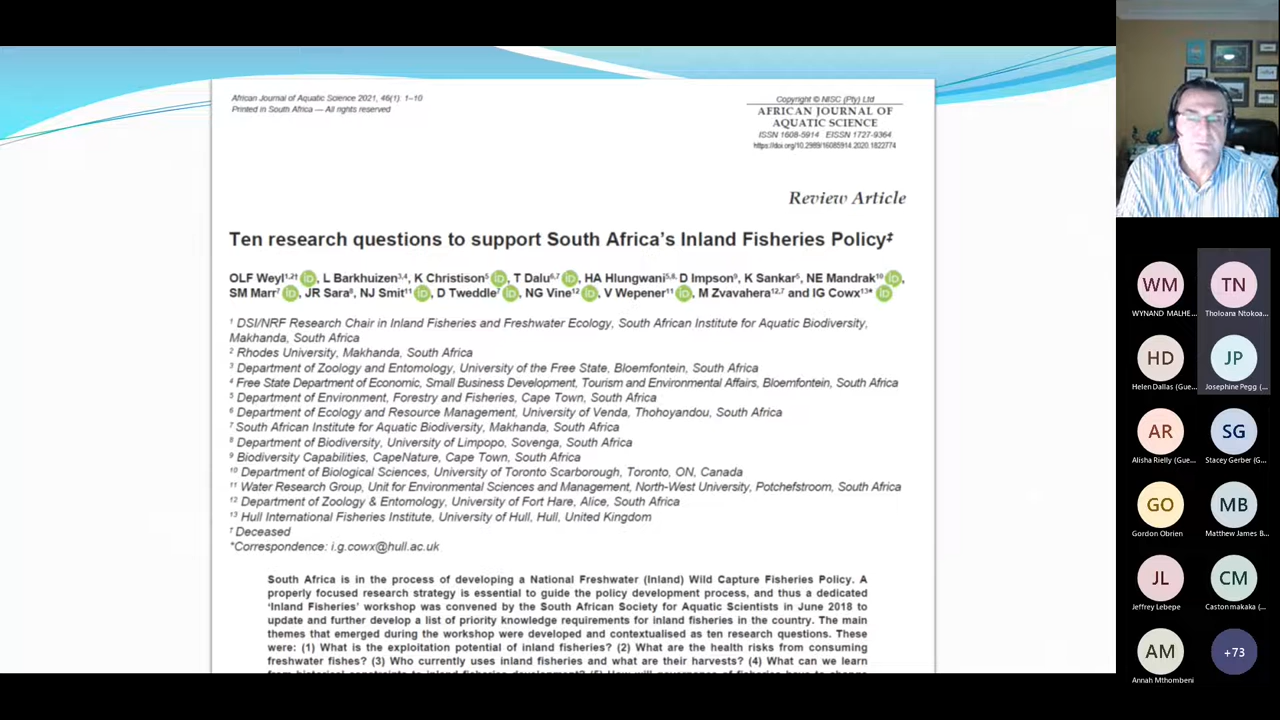 African Journal of Aquatic Science 2021, 46(1): 1–10
Printed in South Africa — All rights reserved
Copyright © NISC (Pty) Ltd
AFRICAN JOURNAL OF
AQUATIC SCIENCE
ISSN 1608-5914 EISSN 1727-9364
https://doi.org/10.2989/16085914.2020.1822774
Review Article
Ten research questions to support South Africa's Inland Fisheries Policy‡
OLF Weyl1,2†, L Barkhuizen3,4, K Christison5, T Dalu6,7, HA Hlungwani5,8, D Impson9, K Sankar5, NE Mandrak10,
SM Marr7, JR Sara8, NJ Smit11, D Tweddle7, NG Vine12, V Wepener11, M Zvavahera12,7 and IG Cowx13*
1 DSI/NRF Research Chair in Inland Fisheries and Freshwater Ecology, South African Institute for Aquatic Biodiversity,
Makhanda, South Africa
2 Rhodes University, Makhanda, South Africa
3 Department of Zoology and Entomology, University of the Free State, Bloemfontein, South Africa
4 Free State Department of Economic, Small Business Development, Tourism and Environmental Affairs, Bloemfontein, South Africa
5 Department of Environment, Forestry and Fisheries, Cape Town, South Africa
6 Department of Ecology and Resource Management, University of Venda, Thohoyandou, South Africa
7 South African Institute for Aquatic Biodiversity, Makhanda, South Africa
8 Department of Biodiversity, University of Limpopo, Sovenga, South Africa
9 Biodiversity Capabilities, CapeNature, Cape Town, South Africa
10 Department of Biological Sciences, University of Toronto Scarborough, Toronto, ON, Canada
11 Water Research Group, Unit for Environmental Sciences and Management, North-West University, Potchefstroom, South Africa
12 Department of Zoology & Entomology, University of Fort Hare, Alice, South Africa
13 Hull International Fisheries Institute, University of Hull, Hull, United Kingdom
† Deceased
*Correspondence: i.g.cowx@hull.ac.uk
South Africa is in the process of developing a National Freshwater (Inland) Wild Capture Fisheries Policy. A
properly focused research strategy is essential to guide the policy development process, and thus a dedicated
'Inland Fisheries' workshop was convened by the South African Society for Aquatic Scientists in June 2018 to
update and further develop a list of priority knowledge requirements for inland fisheries in the country. The main
themes that emerged during the workshop were developed and contextualised as ten research questions. These
were: (1) What is the exploitation potential of inland fisheries? (2) What are the health risks from consuming
freshwater fishes? (3) Who currently uses inland fisheries and what are their harvests? (4) What can we learn
WM
WYNAND MALHE...
TN
Tholoana Ntokoa...
HD
Helen Dallas (Gue...
JP
Josephine Pegg (...
AR
Alisha Rielly (Gue...
SG
Stacey Gerber (G...
GO
Gordon Obrien
MB
Matthew James B...
JL
Jeffrey Lebepe
CM
Caston makaka (...
AM
Annah Mthombeni
+73